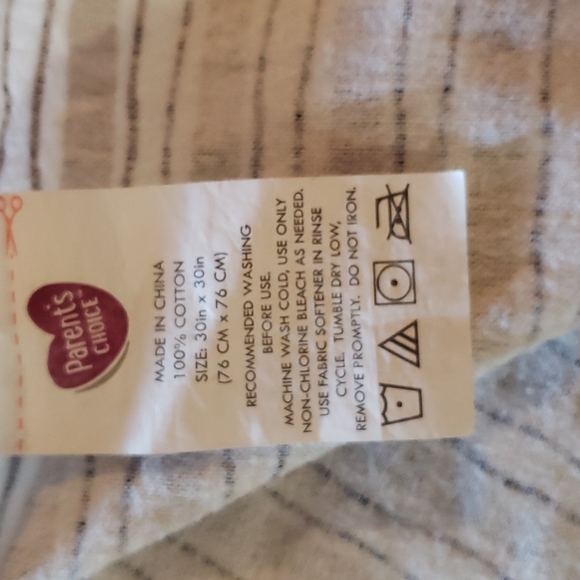 Parent's
CHOICE™
MADE IN CHINA
100% COTTON
SIZE: 30in x 30in
(76 CM x 76 CM)
RECOMMENDED WASHING
BEFORE USE.
MACHINE WASH COLD, USE ONLY
NON-CHLORINE BLEACH AS NEEDED.
USE FABRIC SOFTENER IN RINSE
CYCLE. TUMBLE DRY LOW,
REMOVE PROMPTLY. DO NOT IRON.